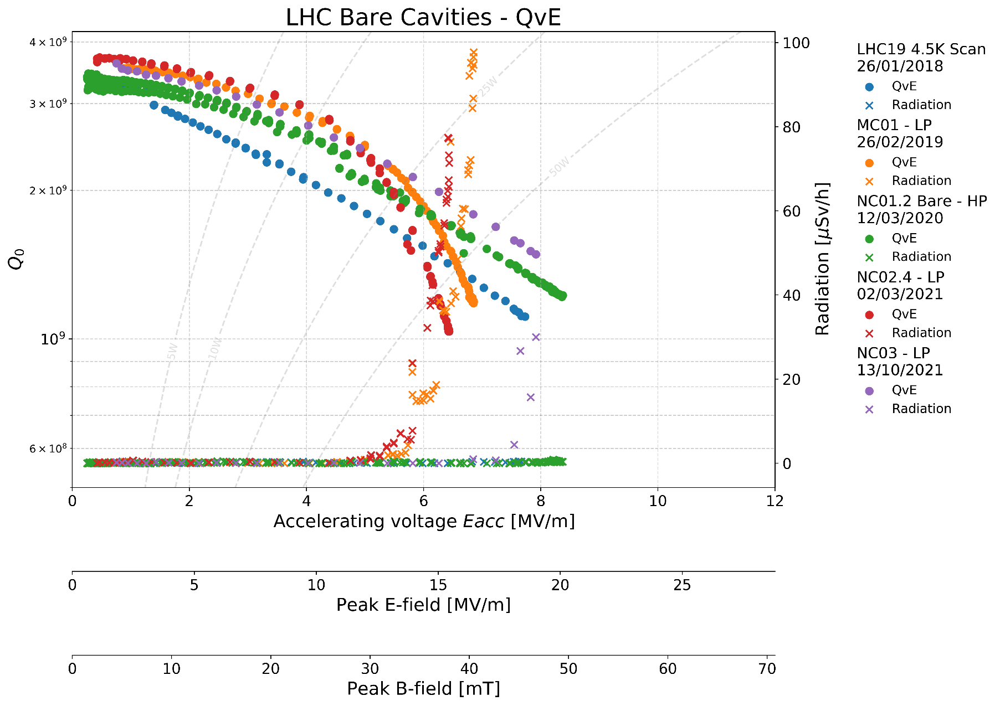 LHC Bare Cavities - QvE
4 × 10⁹
3 × 10⁹
2 × 10⁹
10⁹
6 × 10⁸
Q₀
5W
10W
25W
50W
100
80
60
40
20
0
Radiation [μSv/h]
0 2 4 6 8 10 12
Accelerating voltage Eacc [MV/m]
0 5 10 15 20 25
Peak E-field [MV/m]
0 10 20 30 40 50 60 70
Peak B-field [mT]
LHC19 4.5K Scan
26/01/2018
QvE
Radiation
MC01 - LP
26/02/2019
QvE
Radiation
NC01.2 Bare - HP
12/03/2020
QvE
Radiation
NC02.4 - LP
02/03/2021
QvE
Radiation
NC03 - LP
13/10/2021
QvE
Radiation